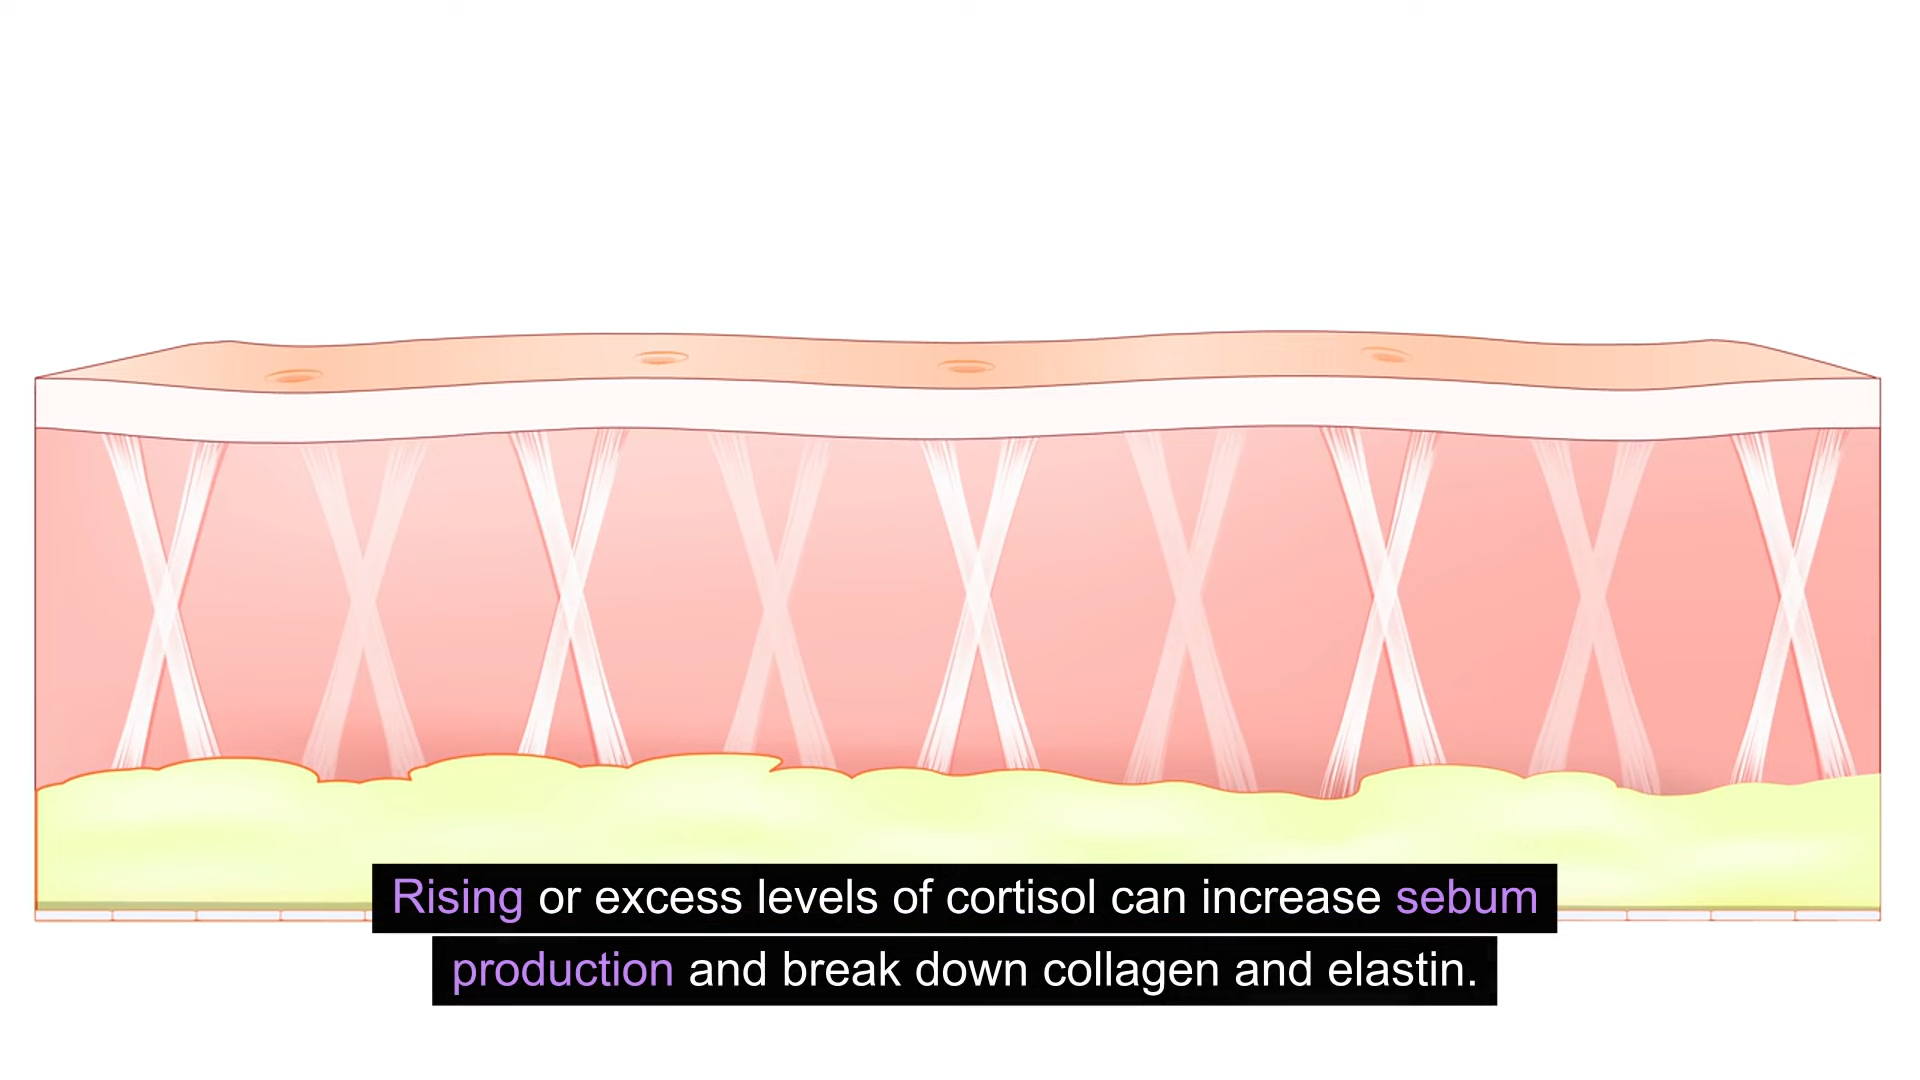 Rising or excess levels of cortisol can increase sebum
production and break down collagen and elastin.